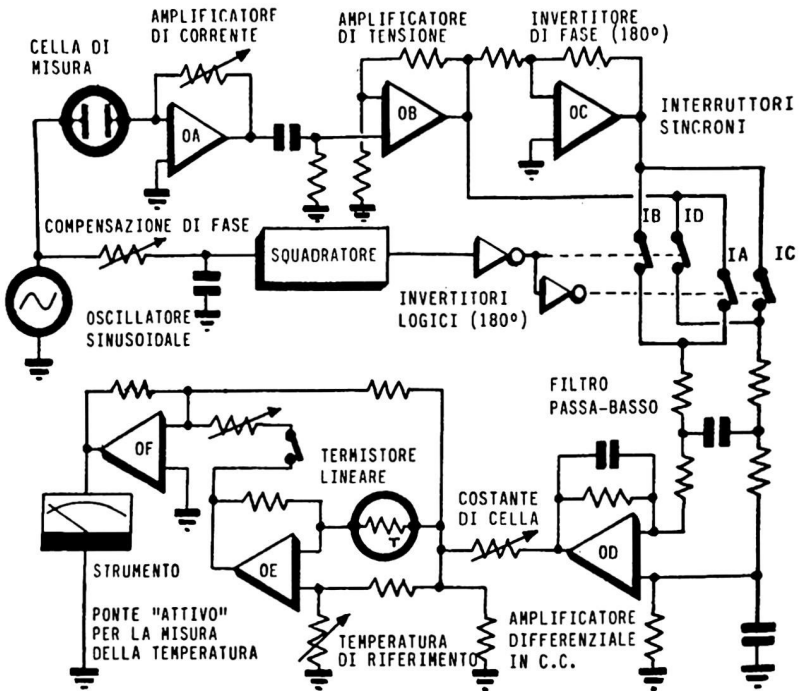 CELLA DI
MISURA
AMPLIFICATORE
DI CORRENTE
AMPLIFICATORE
DI TENSIONE
INVERTITORE
DI FASE (180º)
OA
OB
OC
INTERRUTTORI
SINCRONI
COMPENSAZIONE DI FASE
SQUADRATORE
IB
ID
IA
IC
OSCILLATORE
SINUSOIDALE
INVERTITORI
LOGICI (180º)
FILTRO
PASSA-BASSO
OF
TERMISTORE
LINEARE
T
COSTANTE
DI CELLA
OE
OD
STRUMENTO
PONTE "ATTIVO"
PER LA MISURA
DELLA TEMPERATURA
TEMPERATURA
DI RIFERIMENTO
AMPLIFICATORE
DIFFERENZIALE
IN C.C.